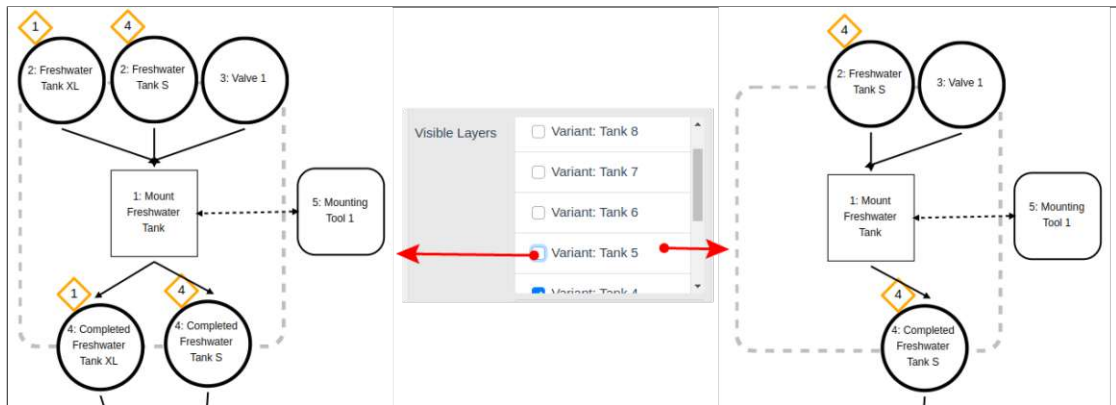 1
4
2: Freshwater
Tank XL
2: Freshwater
Tank S
3: Valve 1
1: Mount
Freshwater
Tank
5: Mounting
Tool 1
1
4
4: Completed
Freshwater
Tank XL
4: Completed
Freshwater
Tank S
Visible Layers
Variant: Tank 8
Variant: Tank 7
Variant: Tank 6
Variant: Tank 5
Variant: Tank 4
4
2: Freshwater
Tank S
3: Valve 1
1: Mount
Freshwater
Tank
5: Mounting
Tool 1
4
4: Completed
Freshwater
Tank S